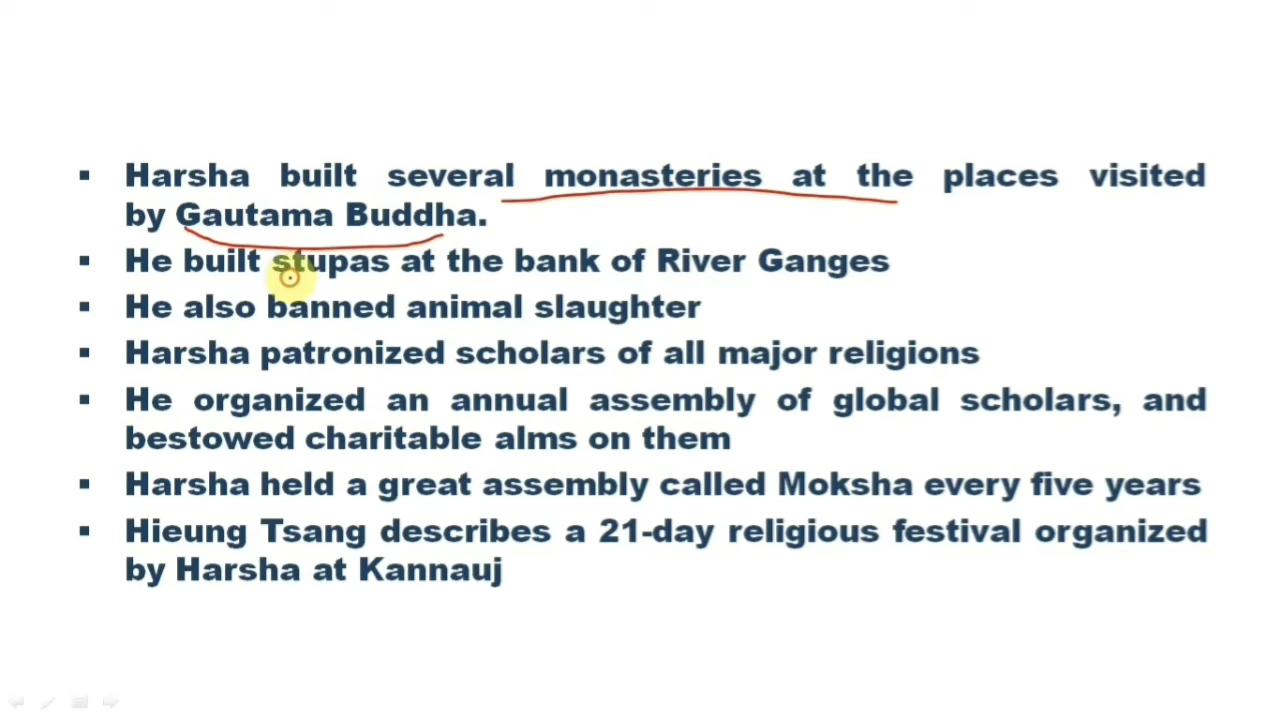 ▪ Harsha built several monasteries at the places visited
by Gautama Buddha.
▪ He built stupas at the bank of River Ganges
▪ He also banned animal slaughter
▪ Harsha patronized scholars of all major religions
▪ He organized an annual assembly of global scholars, and
bestowed charitable alms on them
▪ Harsha held a great assembly called Moksha every five years
▪ Hieung Tsang describes a 21-day religious festival organized
by Harsha at Kannauj